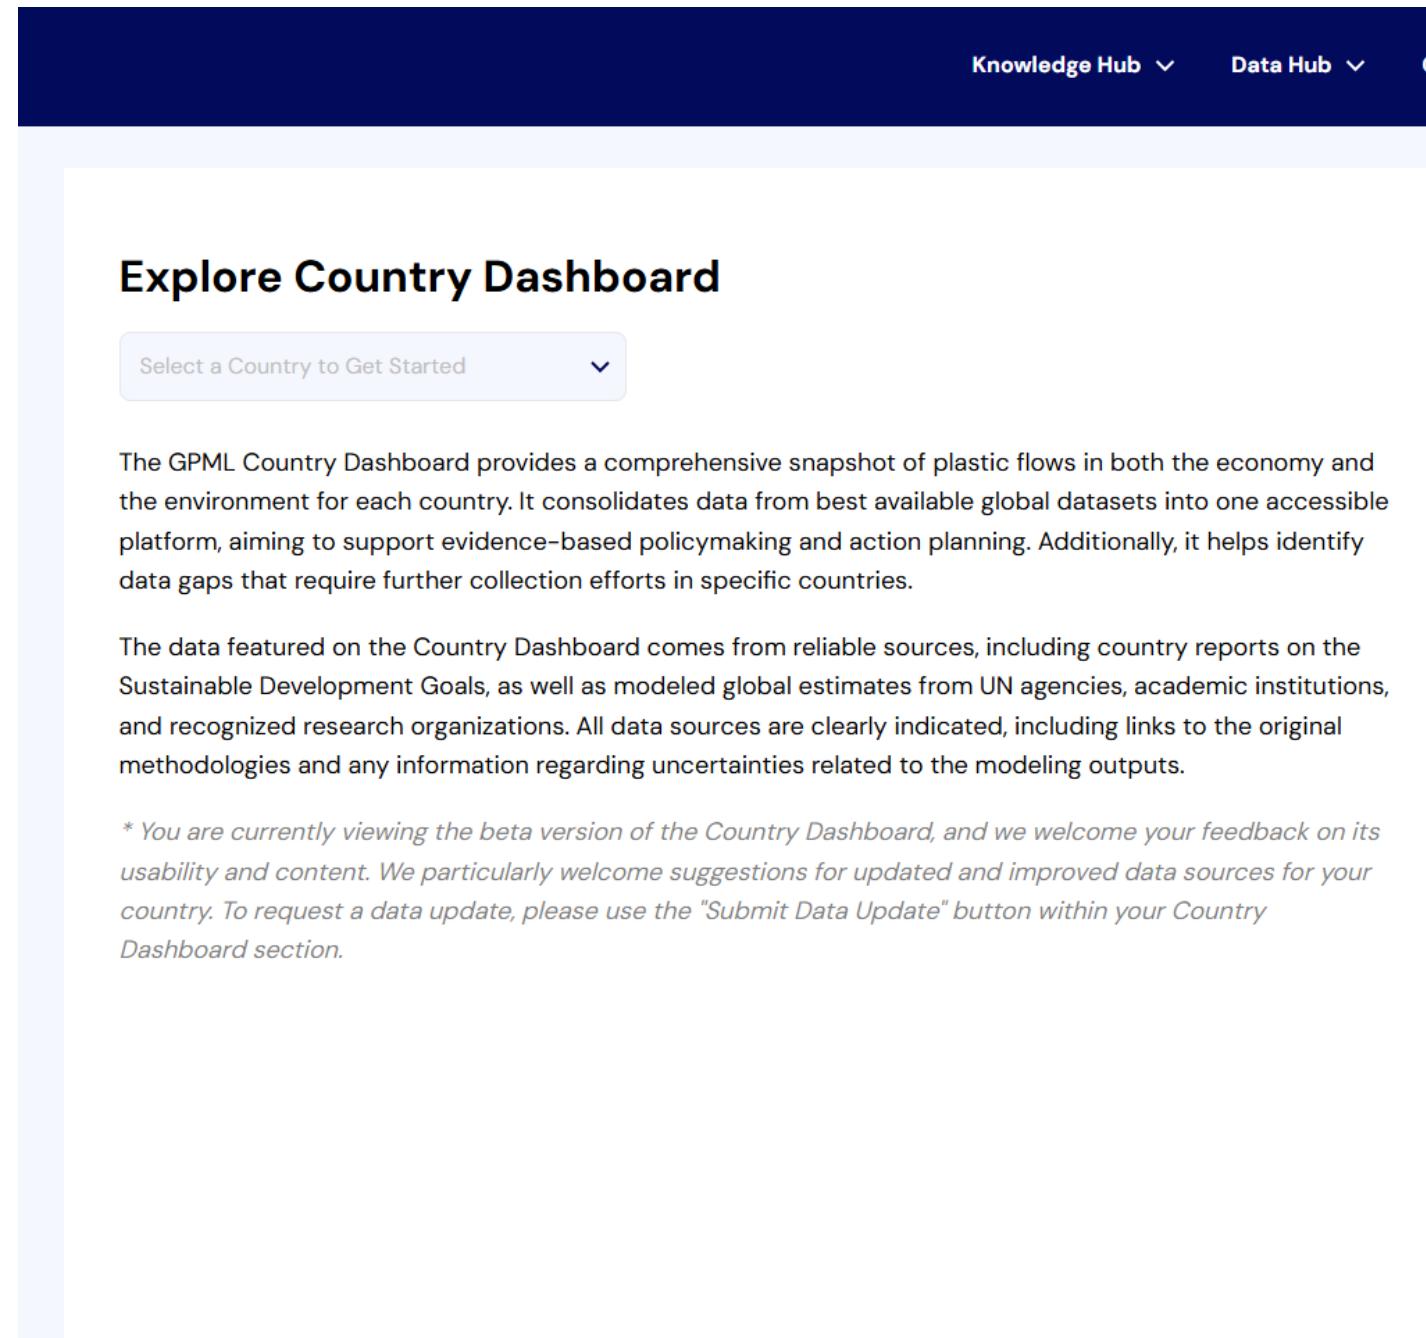 Knowledge Hub Data Hub
Explore Country Dashboard
Select a Country to Get Started
The GPML Country Dashboard provides a comprehensive snapshot of plastic flows in both the economy and
the environment for each country. It consolidates data from best available global datasets into one accessible
platform, aiming to support evidence-based policymaking and action planning. Additionally, it helps identify
data gaps that require further collection efforts in specific countries.
The data featured on the Country Dashboard comes from reliable sources, including country reports on the
Sustainable Development Goals, as well as modeled global estimates from UN agencies, academic institutions,
and recognized research organizations. All data sources are clearly indicated, including links to the original
methodologies and any information regarding uncertainties related to the modeling outputs.
* You are currently viewing the beta version of the Country Dashboard, and we welcome your feedback on its
usability and content. We particularly welcome suggestions for updated and improved data sources for your
country. To request a data update, please use the "Submit Data Update" button within your Country
Dashboard section.